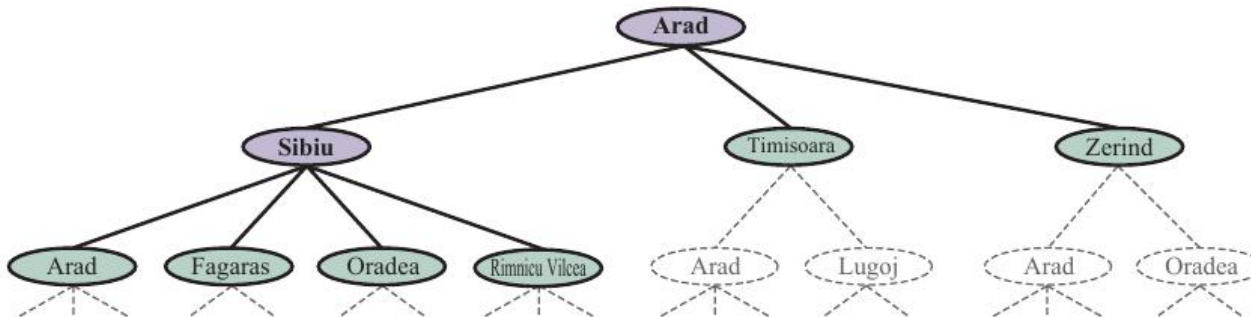 Arad
Sibiu
Timisoara
Zerind
Arad
Fagaras
Oradea
Rimnicu Vilcea
Arad
Lugoj
Arad
Oradea